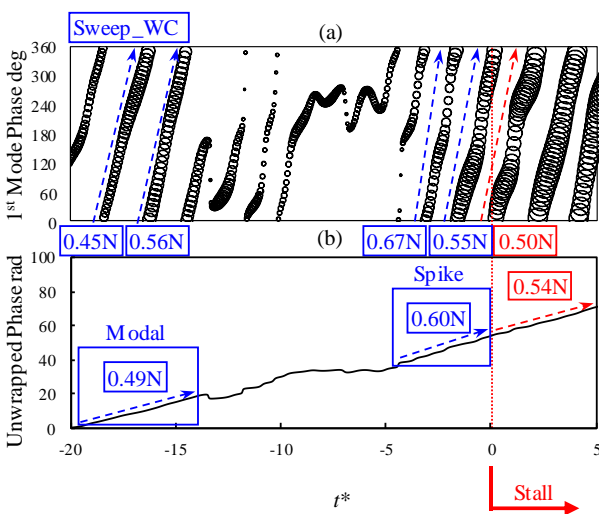 Sweep_WC
(a)
1st Mode Phase deg
360
300
240
180
120
60
0
0.45N 0.56N 0.67N 0.55N 0.50N
(b)
Unwrapped Phase rad
100
80
60
40
20
0
Modal
0.49N
Spike
0.60N
0.54N
-20 -15 -10 -5 0 5
t*
Stall